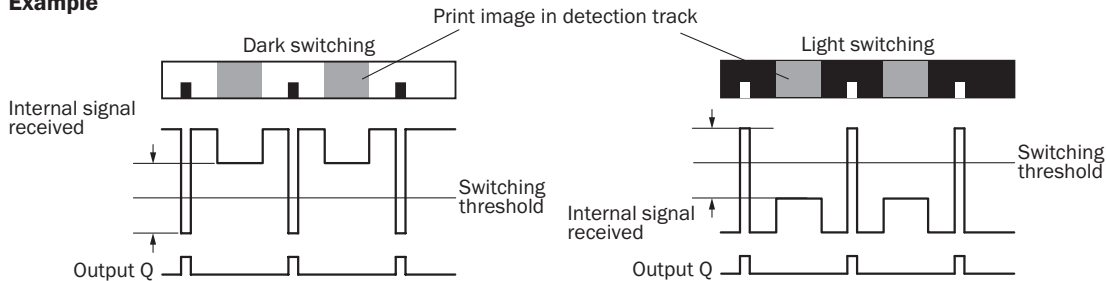 Example
Print image in detection track
Dark switching
Light switching
Internal signal
received
Switching
threshold
Output Q
Switching
threshold
Internal signal
received
Output Q